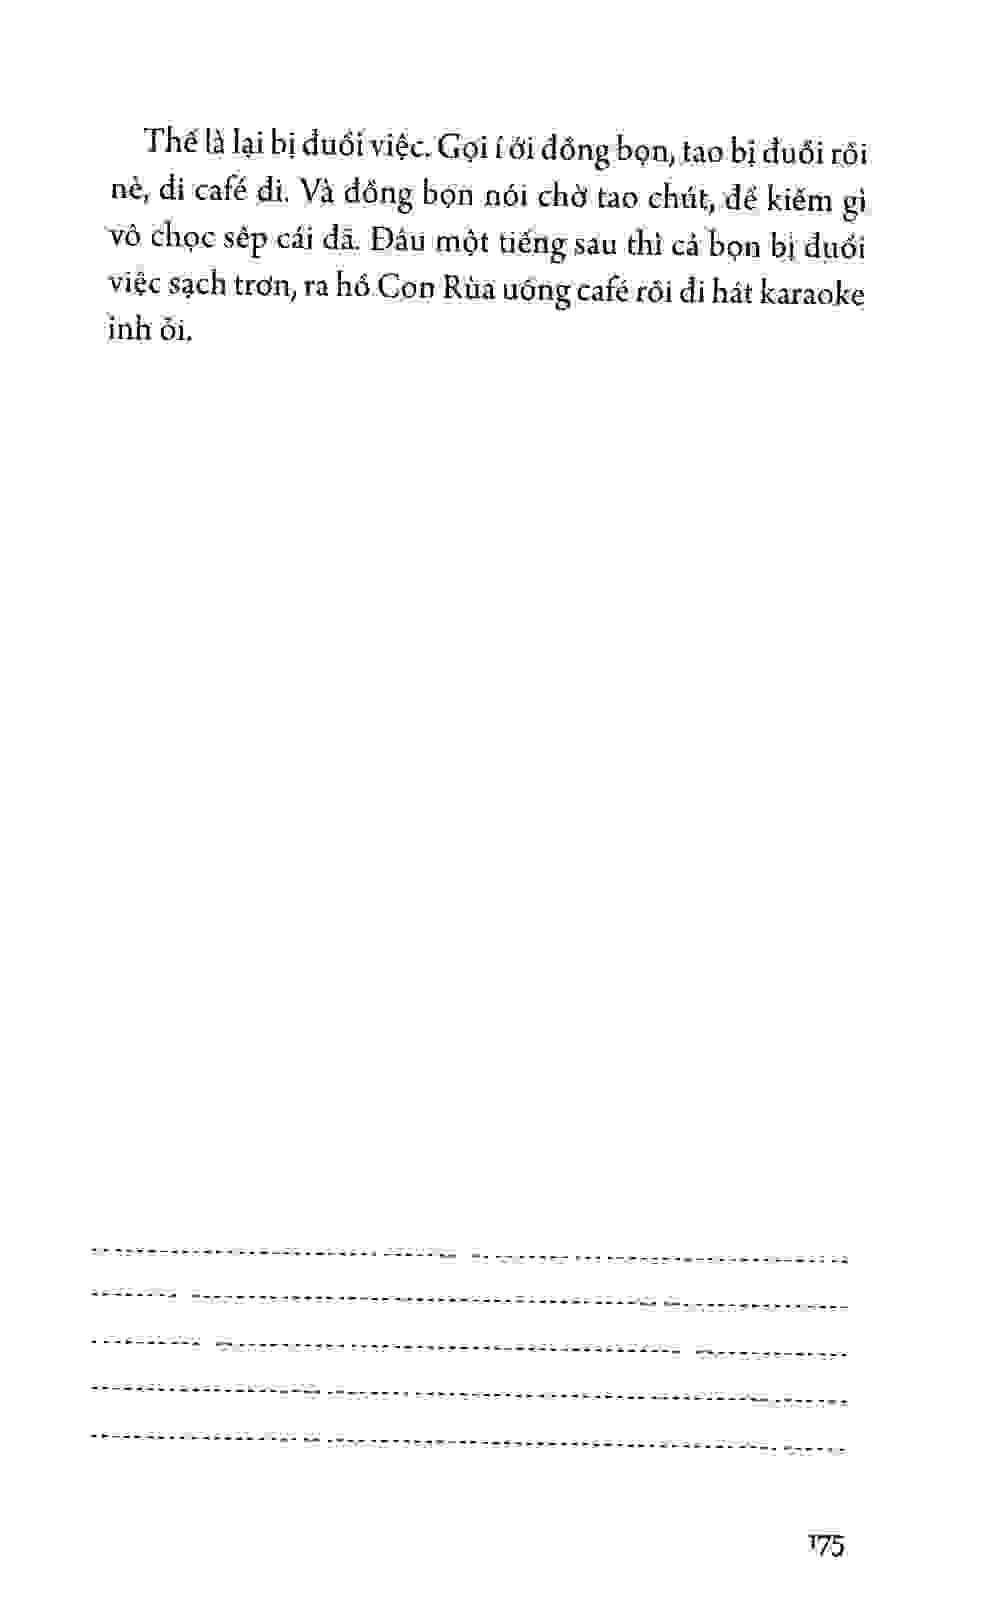 Thế là lại bị đuổi việc. Gọi í ới đồng bọn, tao bị đuổi rồi
nè, đi café đi. Và đồng bọn nói chờ tao chút, để kiếm gì
vô chọc sếp cái đã. Đâu một tiếng sau thì cả bọn bị đuổi
việc sạch trơn, ra hồ Con Rùa uống café rồi đi hát karaoke
inh ỏi.
175